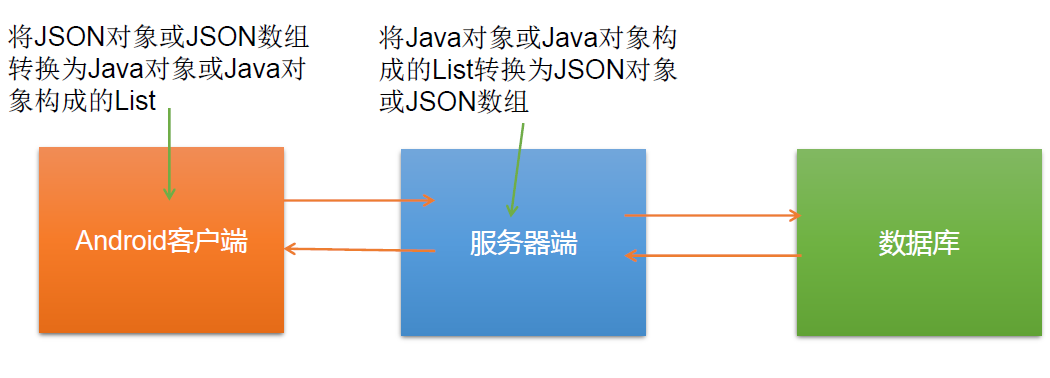 将JSON对象或JSON数组
转换为Java对象或Java对
象构成的List
将Java对象或Java对象构
成的List转换为JSON对象
或JSON数组
Android客户端
服务器端
数据库